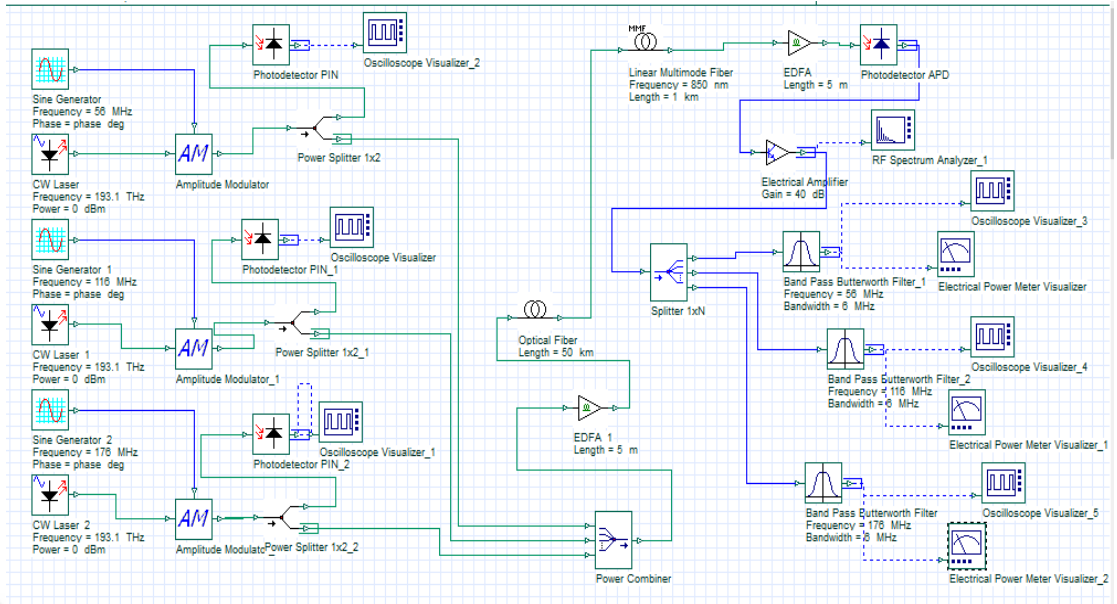 Photodetector PIN
Oscilloscope Visualizer_2
Sine Generator
Frequency = 56 MHz
Phase = phase deg
AM
Power Splitter 1x2
CW Laser
Frequency = 193.1 THz
Power = 0 dBm
Amplitude Modulator
Sine Generator 1
Frequency = 116 MHz
Phase = phase deg
Photodetector PIN_1
Oscilloscope Visualizer
AM
Power Splitter 1x2_1
CW Laser 1
Frequency = 193.1 THz
Power = 0 dBm
Amplitude Modulator_1
Sine Generator 2
Frequency = 176 MHz
Phase = phase deg
Photodetector PIN_2
Oscilloscope Visualizer_1
AM
CW Laser 2
Frequency = 193.1 THz
Power = 0 dBm
Amplitude Modulato
Power Splitter 1x2_2
Power Combiner
EDFA 1
Length = 5 m
Optical Fiber
Length = 50 km
MMF
Linear Multimode Fiber
Frequency = 850 nm
Length = 1 km
EDFA
Length = 5 m
Photodetector APD
RF Spectrum Analyzer_1
Electrical Amplifier
Gain = 40 dB
Splitter 1xN
Oscilloscope Visualizer_3
Band Pass Butterworth Filter_1
Frequency = 56 MHz
Bandwidth = 6 MHz
Electrical Power Meter Visualizer
Oscilloscope Visualizer_4
Band Pass Butterworth Filter_2
Frequency = 116 MHz
Bandwidth = 6 MHz
Electrical Power Meter Visualizer_1
Band Pass Butterworth Filter
Frequency = 176 MHz
Bandwidth = 6 MHz
Oscilloscope Visualizer_5
Electrical Power Meter Visualizer_2